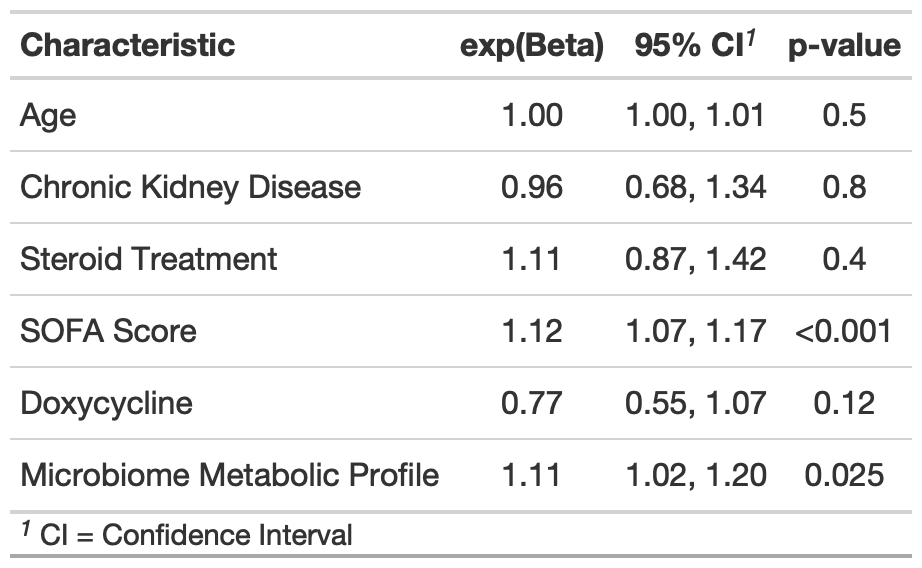 Characteristic exp(Beta) 95% CI1 p-value
Age 1.00 1.00, 1.01 0.5
Chronic Kidney Disease 0.96 0.68, 1.34 0.8
Steroid Treatment 1.11 0.87, 1.42 0.4
SOFA Score 1.12 1.07, 1.17 <0.001
Doxycycline 0.77 0.55, 1.07 0.12
Microbiome Metabolic Profile 1.11 1.02, 1.20 0.025
1 CI = Confidence Interval